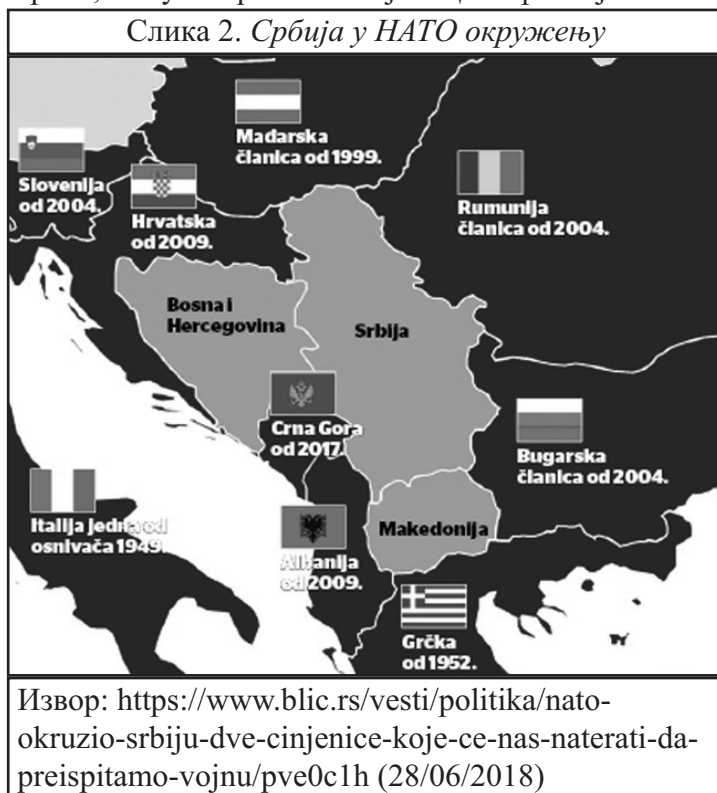 Слика 2. Србија у НАТО окружењу
Mađarska
članica od 1999.
Slovenija
od 2004.
Hrvatska
od 2009.
Rumunija
članica od 2004.
Bosna i
Hercegovina
Srbija
Crna Gora
od 2017.
Bugarska
članica od 2004.
Italija jedna od
osnivača 1949.
Makedonija
Albanija
od 2009.
Grčka
od 1952.
Извор: https://www.blic.rs/vesti/politika/nato-
okruzio-srbiju-dve-cinjenice-koje-ce-nas-naterati-da-
preispitamo-vojnu/pve0c1h (28/06/2018)